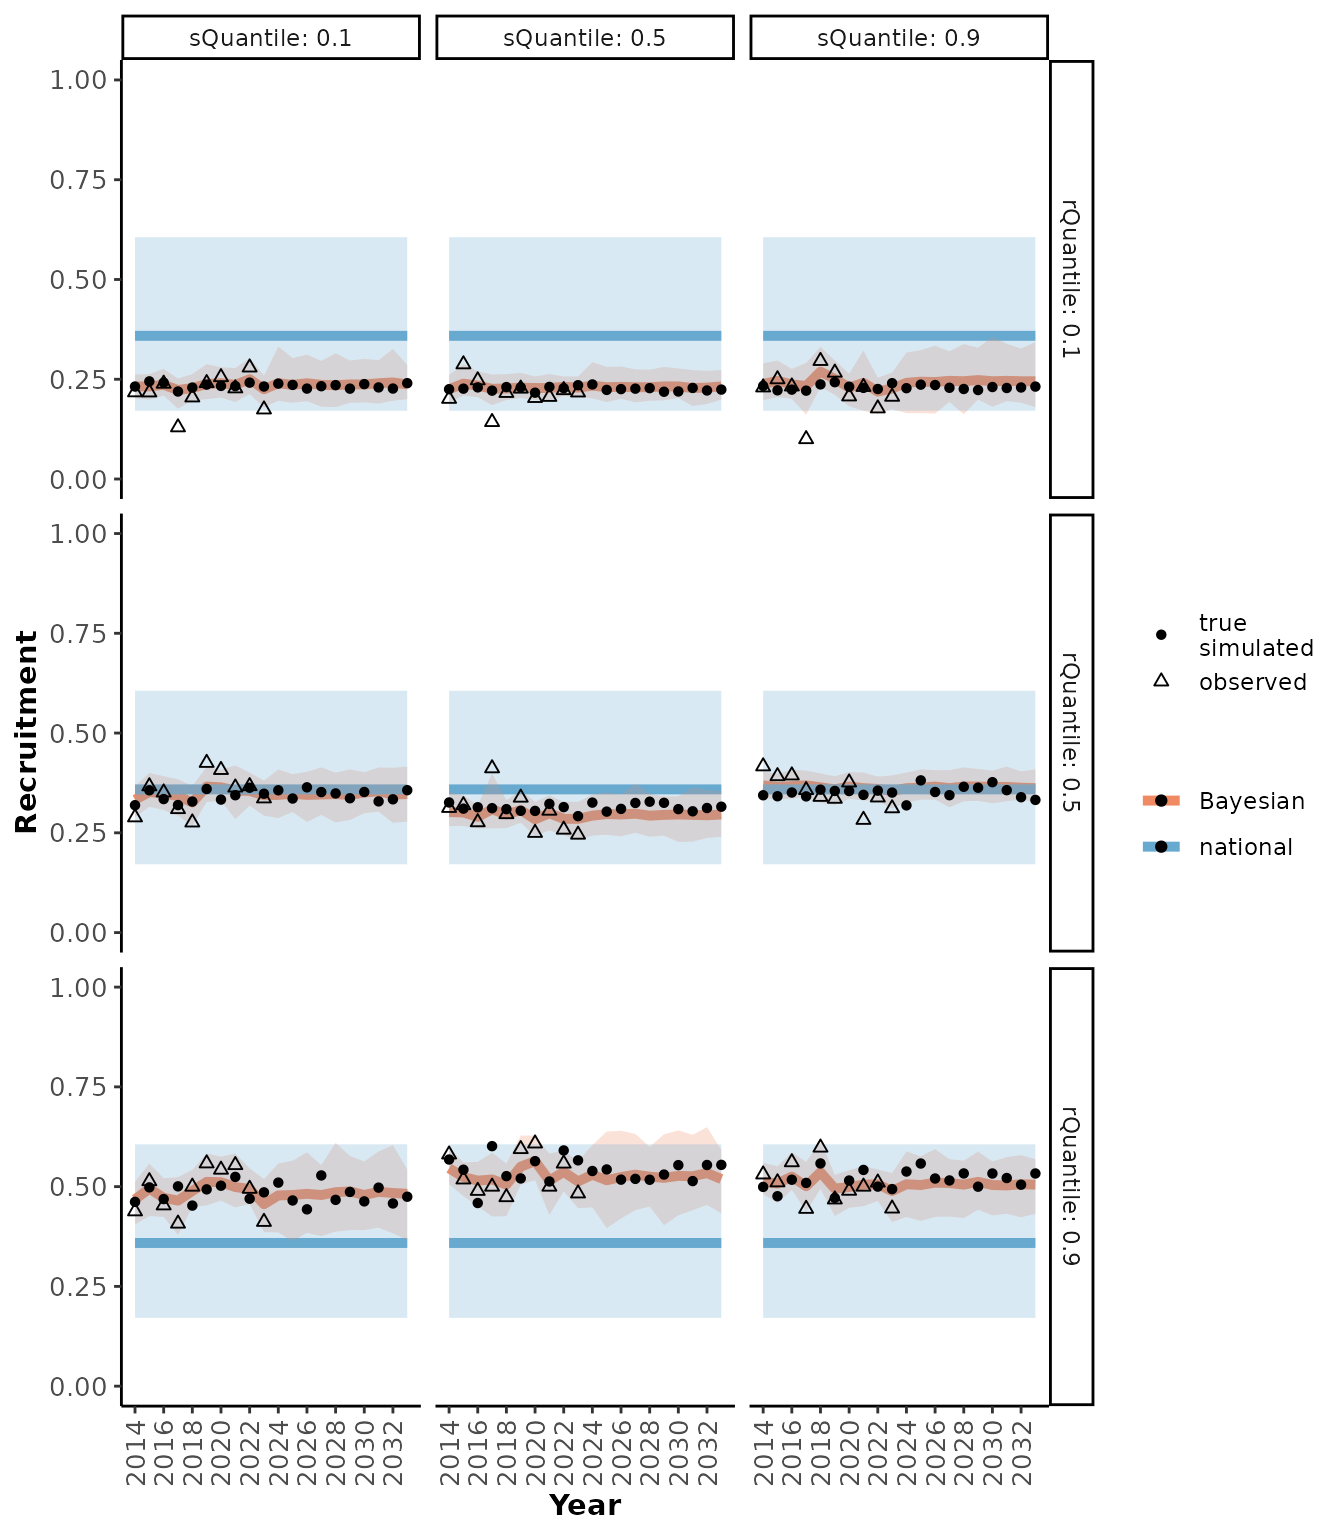 sQuantile: 0.1
sQuantile: 0.5
sQuantile: 0.9
1.00
0.75
0.50
0.25
0.00
rQuantile: 0.1
1.00
0.75
0.50
0.25
0.00
rQuantile: 0.5
1.00
0.75
0.50
0.25
0.00
rQuantile: 0.9
Recruitment
2014 2016 2018 2020 2022 2024 2026 2028 2030 2032
2014 2016 2018 2020 2022 2024 2026 2028 2030 2032
2014 2016 2018 2020 2022 2024 2026 2028 2030 2032
Year
true
simulated
observed
Bayesian
national